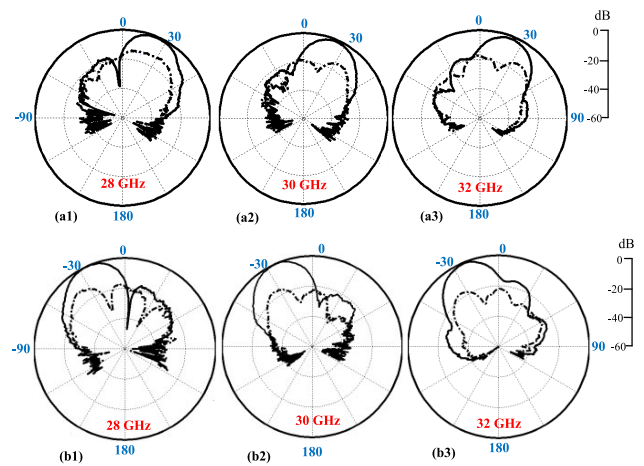 0 0 0 dB
30 30 30 0
-20
-40
-90 90 -60
28 GHz 30 GHz 32 GHz
(a1) 180 (a2) 180 (a3) 180
0 0 0 dB
-30 -30 -30 0
-20
-40
-90 90 -60
28 GHz 30 GHz 32 GHz
(b1) 180 (b2) 180 (b3) 180